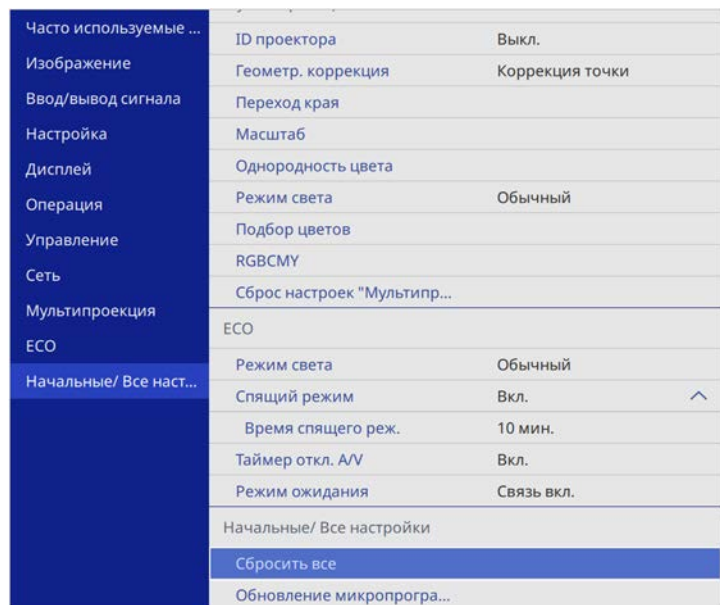 Часто используемые ...
Изображение
Ввод/вывод сигнала
Настройка
Дисплей
Операция
Управление
Сеть
Мультипроекция
ECO
Начальные/ Все наст...
ID проектора Выкл.
Геометр. коррекция Коррекция точки
Переход края
Масштаб
Однородность цвета
Режим света Обычный
Подбор цветов
RGBCMY
Сброс настроек "Мультипр...
ECO
Режим света Обычный
Спящий режим Вкл.
Время спящего реж. 10 мин.
Таймер откл. A/V Вкл.
Режим ожидания Связь вкл.
Начальные/ Все настройки
Сбросить все
Обновление микропрогра...